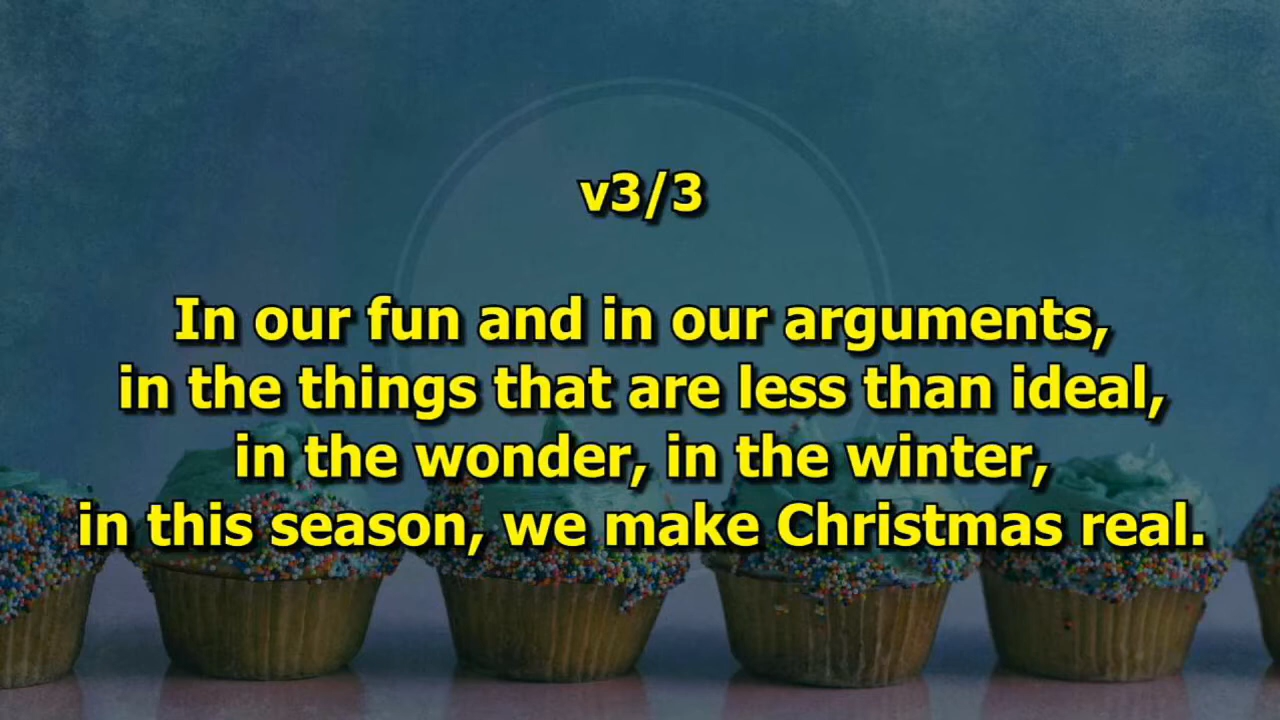 v3/3
In our fun and in our arguments,
in the things that are less than ideal,
in the wonder, in the winter,
in this season, we make Christmas real.